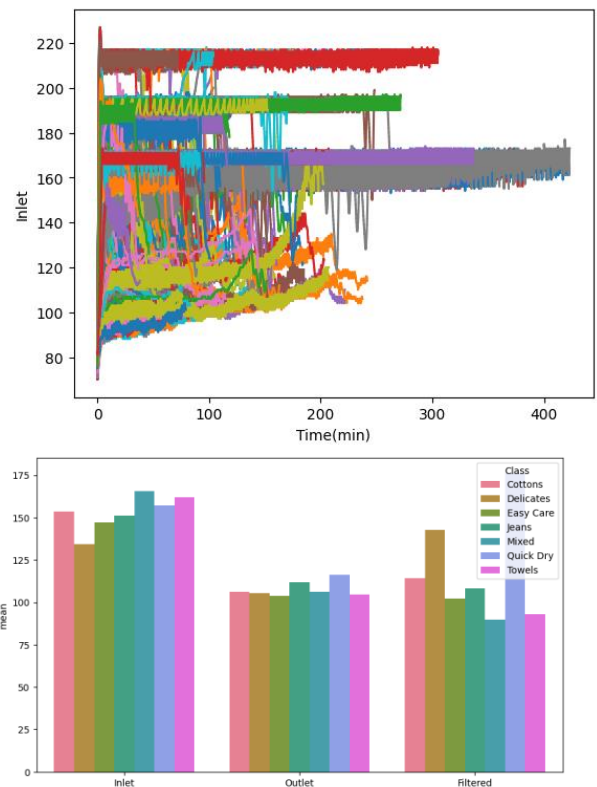 220
200
180
160
140
120
100
80
Inlet
0 100 200 300 400
Time(min)
175
150
125
100
75
50
25
0
mean
Class
Cottons
Delicates
Easy Care
Jeans
Mixed
Quick Dry
Towels
Inlet Outlet Filtered